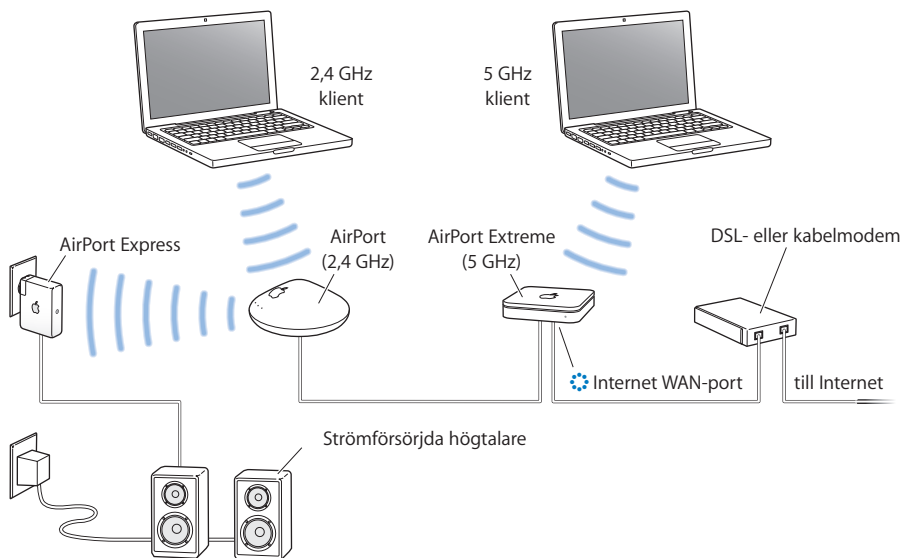 2,4 GHz
klient
5 GHz
klient
AirPort Express
AirPort
(2,4 GHz)
AirPort Extreme
(5 GHz)
DSL- eller kabelmodem
Internet WAN-port
till Internet
Strömförsörjda högtalare